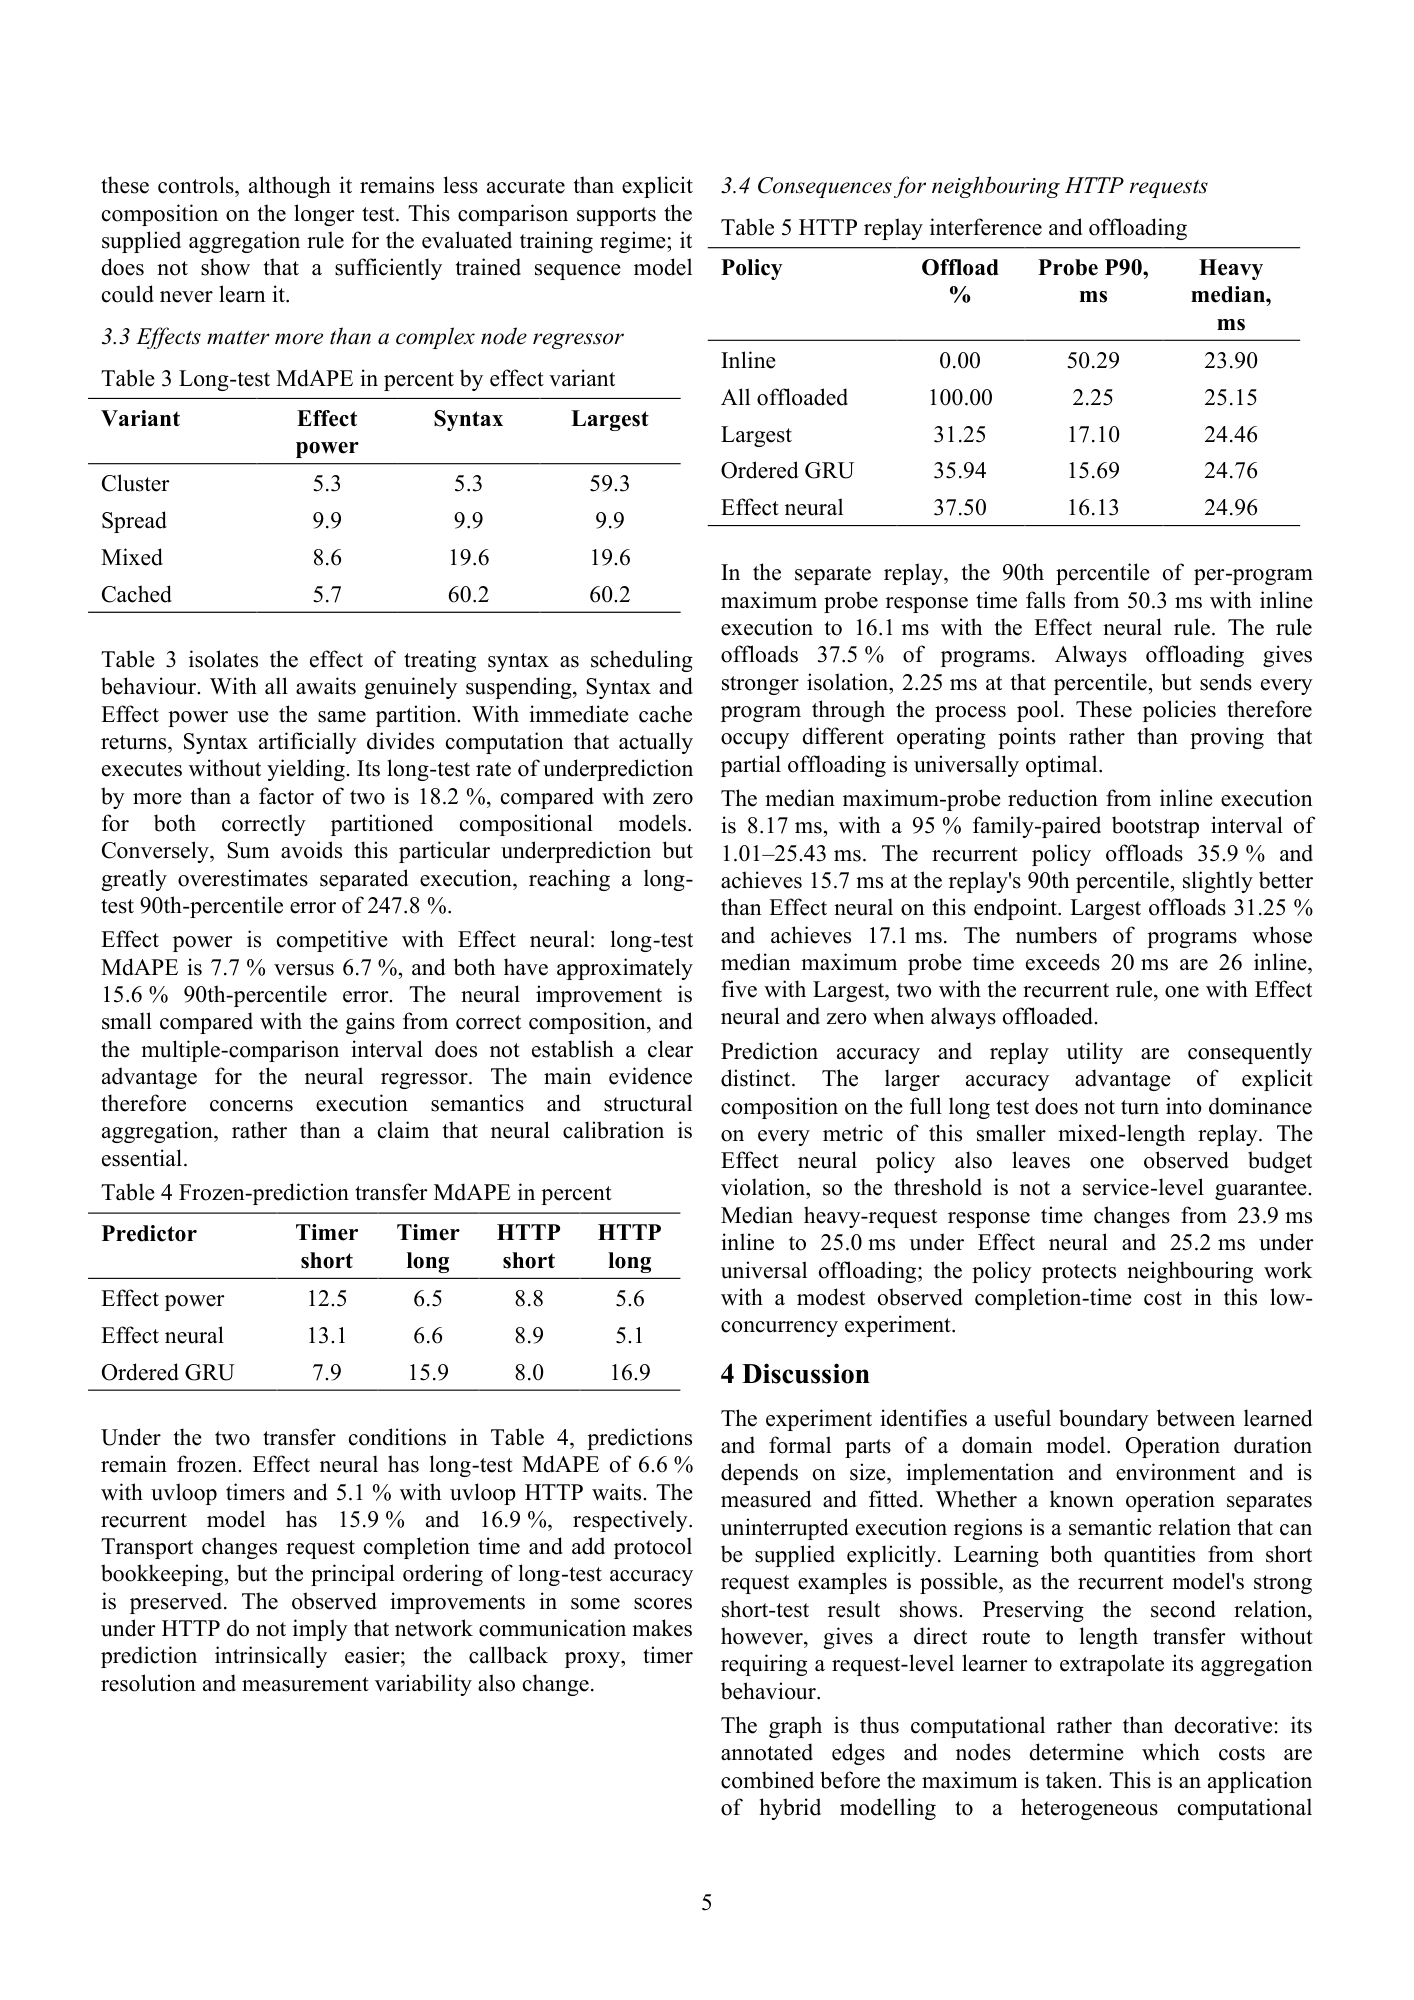 these controls, although it remains less accurate than explicit
composition on the longer test. This comparison supports the
supplied aggregation rule for the evaluated training regime; it
does not show that a sufficiently trained sequence model
could never learn it.
3.3 Effects matter more than a complex node regressor
Table 3 Long-test MdAPE in percent by effect variant
Variant Effect power Syntax Largest
Cluster 5.3 5.3 59.3
Spread 9.9 9.9 9.9
Mixed 8.6 19.6 19.6
Cached 5.7 60.2 60.2
Table 3 isolates the effect of treating syntax as scheduling
behaviour. With all awaits genuinely suspending, Syntax and
Effect power use the same partition. With immediate cache
returns, Syntax artificially divides computation that actually
executes without yielding. Its long-test rate of underprediction
by more than a factor of two is 18.2 %, compared with zero
for both correctly partitioned compositional models.
Conversely, Sum avoids this particular underprediction but
greatly overestimates separated execution, reaching a long-
test 90th-percentile error of 247.8 %.
Effect power is competitive with Effect neural: long-test
MdAPE is 7.7 % versus 6.7 %, and both have approximately
15.6 % 90th-percentile error. The neural improvement is
small compared with the gains from correct composition, and
the multiple-comparison interval does not establish a clear
advantage for the neural regressor. The main evidence
therefore concerns execution semantics and structural
aggregation, rather than a claim that neural calibration is
essential.
Table 4 Frozen-prediction transfer MdAPE in percent
Predictor Timer short Timer long HTTP short HTTP long
Effect power 12.5 6.5 8.8 5.6
Effect neural 13.1 6.6 8.9 5.1
Ordered GRU 7.9 15.9 8.0 16.9
Under the two transfer conditions in Table 4, predictions
remain frozen. Effect neural has long-test MdAPE of 6.6 %
with uvloop timers and 5.1 % with uvloop HTTP waits. The
recurrent model has 15.9 % and 16.9 %, respectively.
Transport changes request completion time and add protocol
bookkeeping, but the principal ordering of long-test accuracy
is preserved. The observed improvements in some scores
under HTTP do not imply that network communication makes
prediction intrinsically easier; the callback proxy, timer
resolution and measurement variability also change.
3.4 Consequences for neighbouring HTTP requests
Table 5 HTTP replay interference and offloading
Policy Offload % Probe P90, ms Heavy median, ms
Inline 0.00 50.29 23.90
All offloaded 100.00 2.25 25.15
Largest 31.25 17.10 24.46
Ordered GRU 35.94 15.69 24.76
Effect neural 37.50 16.13 24.96
In the separate replay, the 90th percentile of per-program
maximum probe response time falls from 50.3 ms with inline
execution to 16.1 ms with the Effect neural rule. The rule
offloads 37.5 % of programs. Always offloading gives
stronger isolation, 2.25 ms at that percentile, but sends every
program through the process pool. These policies therefore
occupy different operating points rather than proving that
partial offloading is universally optimal.
The median maximum-probe reduction from inline execution
is 8.17 ms, with a 95 % family-paired bootstrap interval of
1.01–25.43 ms. The recurrent policy offloads 35.9 % and
achieves 15.7 ms at the replay's 90th percentile, slightly better
than Effect neural on this endpoint. Largest offloads 31.25 %
and achieves 17.1 ms. The numbers of programs whose
median maximum probe time exceeds 20 ms are 26 inline,
five with Largest, two with the recurrent rule, one with Effect
neural and zero when always offloaded.
Prediction accuracy and replay utility are consequently
distinct. The larger accuracy advantage of explicit
composition on the full long test does not turn into dominance
on every metric of this smaller mixed-length replay. The
Effect neural policy also leaves one observed budget
violation, so the threshold is not a service-level guarantee.
Median heavy-request response time changes from 23.9 ms
inline to 25.0 ms under Effect neural and 25.2 ms under
universal offloading; the policy protects neighbouring work
with a modest observed completion-time cost in this low-
concurrency experiment.
4 Discussion
The experiment identifies a useful boundary between learned
and formal parts of a domain model. Operation duration
depends on size, implementation and environment and is
measured and fitted. Whether a known operation separates
uninterrupted execution regions is a semantic relation that can
be supplied explicitly. Learning both quantities from short
request examples is possible, as the recurrent model's strong
short-test result shows. Preserving the second relation,
however, gives a direct route to length transfer without
requiring a request-level learner to extrapolate its aggregation
behaviour.
The graph is thus computational rather than decorative: its
annotated edges and nodes determine which costs are
combined before the maximum is taken. This is an application
of hybrid modelling to a heterogeneous computational
5